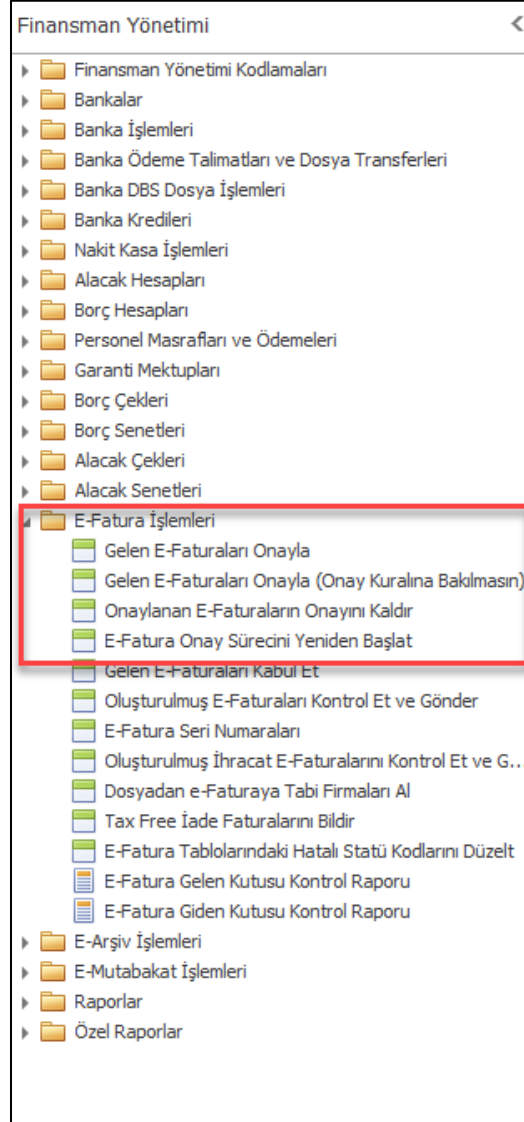 Finansman Yönetimi
Finansman Yönetimi Kodlamaları
Bankalar
Banka İşlemleri
Banka Ödeme Talimatları ve Dosya Transferleri
Banka DBS Dosya İşlemleri
Banka Kredileri
Nakit Kasa İşlemleri
Alacak Hesapları
Borç Hesapları
Personel Masrafları ve Ödemeleri
Garanti Mektupları
Borç Çekleri
Borç Senetleri
Alacak Çekleri
Alacak Senetleri
E-Fatura İşlemleri
Gelen E-Faturaları Onayla
Gelen E-Faturaları Onayla (Onay Kuralına Bakılmasın)
Onaylanan E-Faturaların Onayını Kaldır
E-Fatura Onay Sürecini Yeniden Başlat
Gelen E-Faturaları Kabul Et
Oluşturulmuş E-Faturaları Kontrol Et ve Gönder
E-Fatura Seri Numaraları
Oluşturulmuş İhracat E-Faturalarını Kontrol Et ve G...
Dosyadan e-Faturaya Tabi Firmaları Al
Tax Free İade Faturalarını Bildir
E-Fatura Tablolarındaki Hatalı Statü Kodlarını Düzelt
E-Fatura Gelen Kutusu Kontrol Raporu
E-Fatura Giden Kutusu Kontrol Raporu
E-Arşiv İşlemleri
E-Mutabakat İşlemleri
Raporlar
Özel Raporlar